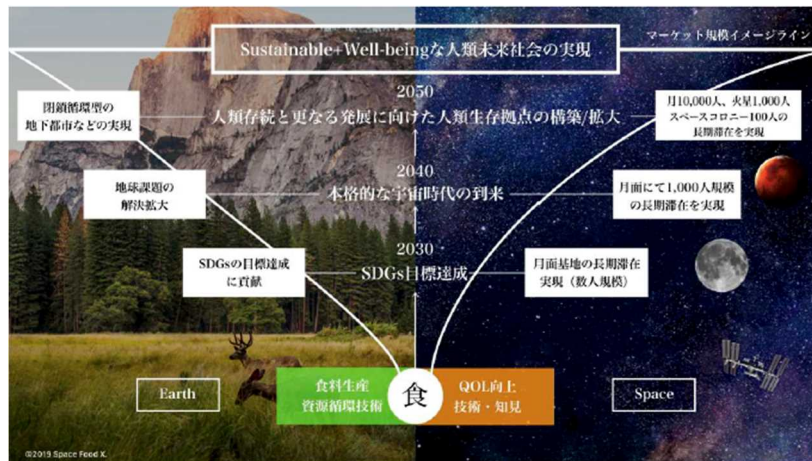 Sustainable+Well-beingな人類未来社会の実現
マーケット規模イメージライン
2050
人類存続と更なる発展に向けた人類生存拠点の構築/拡大
閉鎖循環型の
地下都市などの実現
月10,000人、火星1,000人
スペースコロニー100人の
長期滞在を実現
2040
本格的な宇宙時代の到来
地球課題の
解決拡大
月面にて1,000人規模
の長期滞在を実現
2030
SDGs目標達成
SDGsの目標達成
に貢献
月面基地の長期滞在
実現（数人規模）
Earth
食料生産
資源循環技術
食
QOL向上
技術・知見
Space
©2019 Space Food X.